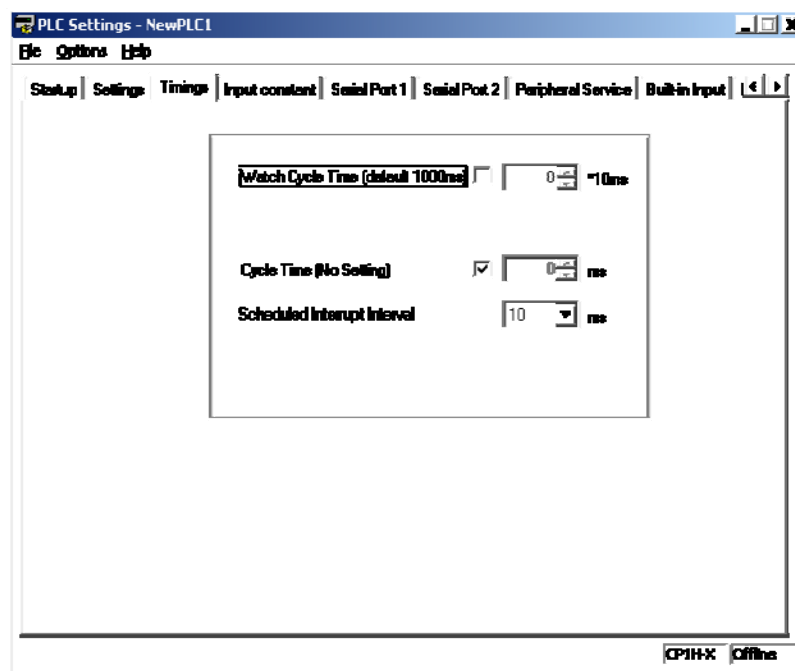 PLC Settings - NewPLC1
File Options Help
Startup Settings Timings Input constant Serial Port 1 Serial Port 2 Peripheral Service Built-in Input
Watch Cycle Time (default 1000ms) 0 *10ms
Cycle Time (No Setting) 0 ms
Scheduled Interrupt Interval 10 ms
CP1H-X Offline